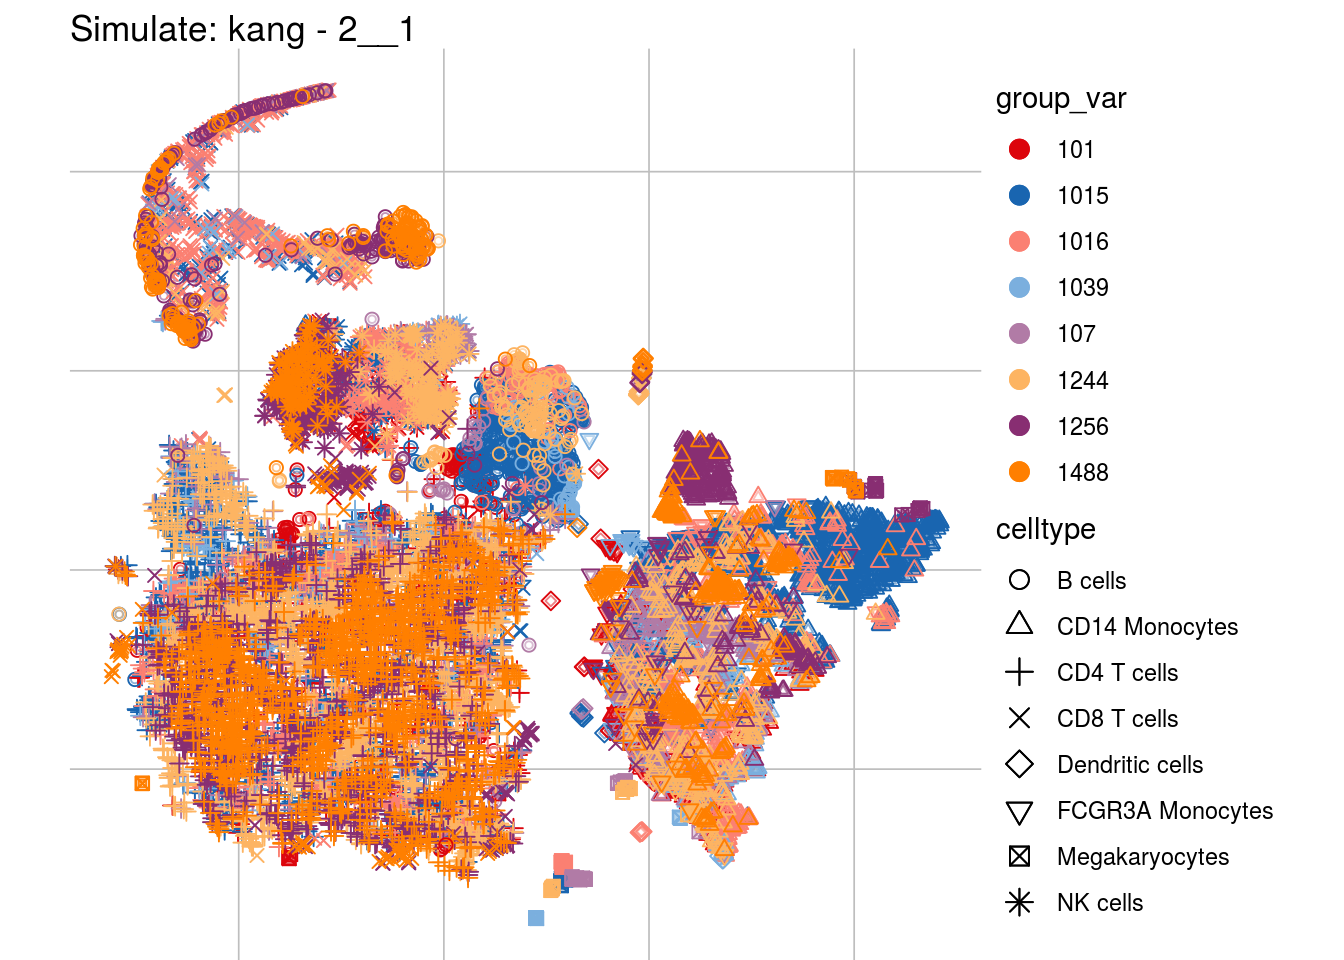 Simulate: kang - 2__1
group_var
101
1015
1016
1039
107
1244
1256
1488
celltype
B cells
CD14 Monocytes
CD4 T cells
CD8 T cells
Dendritic cells
FCGR3A Monocytes
Megakaryocytes
NK cells